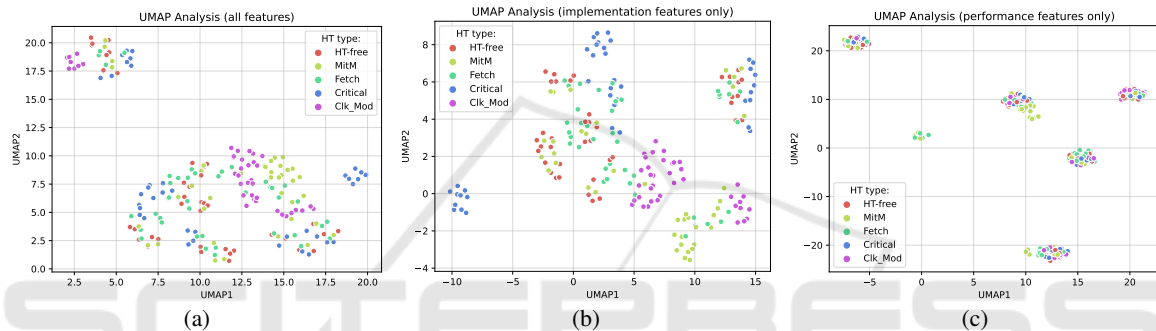 UMAP Analysis (all features)
UMAP2
20.0
17.5
15.0
12.5
10.0
7.5
5.0
2.5
0.0
HT type:
HT-free
MitM
Fetch
Critical
Clk_Mod
2.5 5.0 7.5 10.0 12.5 15.0 17.5 20.0
UMAP1
(a)
UMAP Analysis (implementation features only)
UMAP2
8
6
4
2
0
−2
−4
HT type:
HT-free
MitM
Fetch
Critical
Clk_Mod
−10 −5 0 5 10 15
UMAP1
(b)
UMAP Analysis (performance features only)
UMAP2
20
10
0
−10
−20
HT type:
HT-free
MitM
Fetch
Critical
Clk_Mod
−5 0 5 10 15 20
UMAP1
(c)
SCITEPRESS